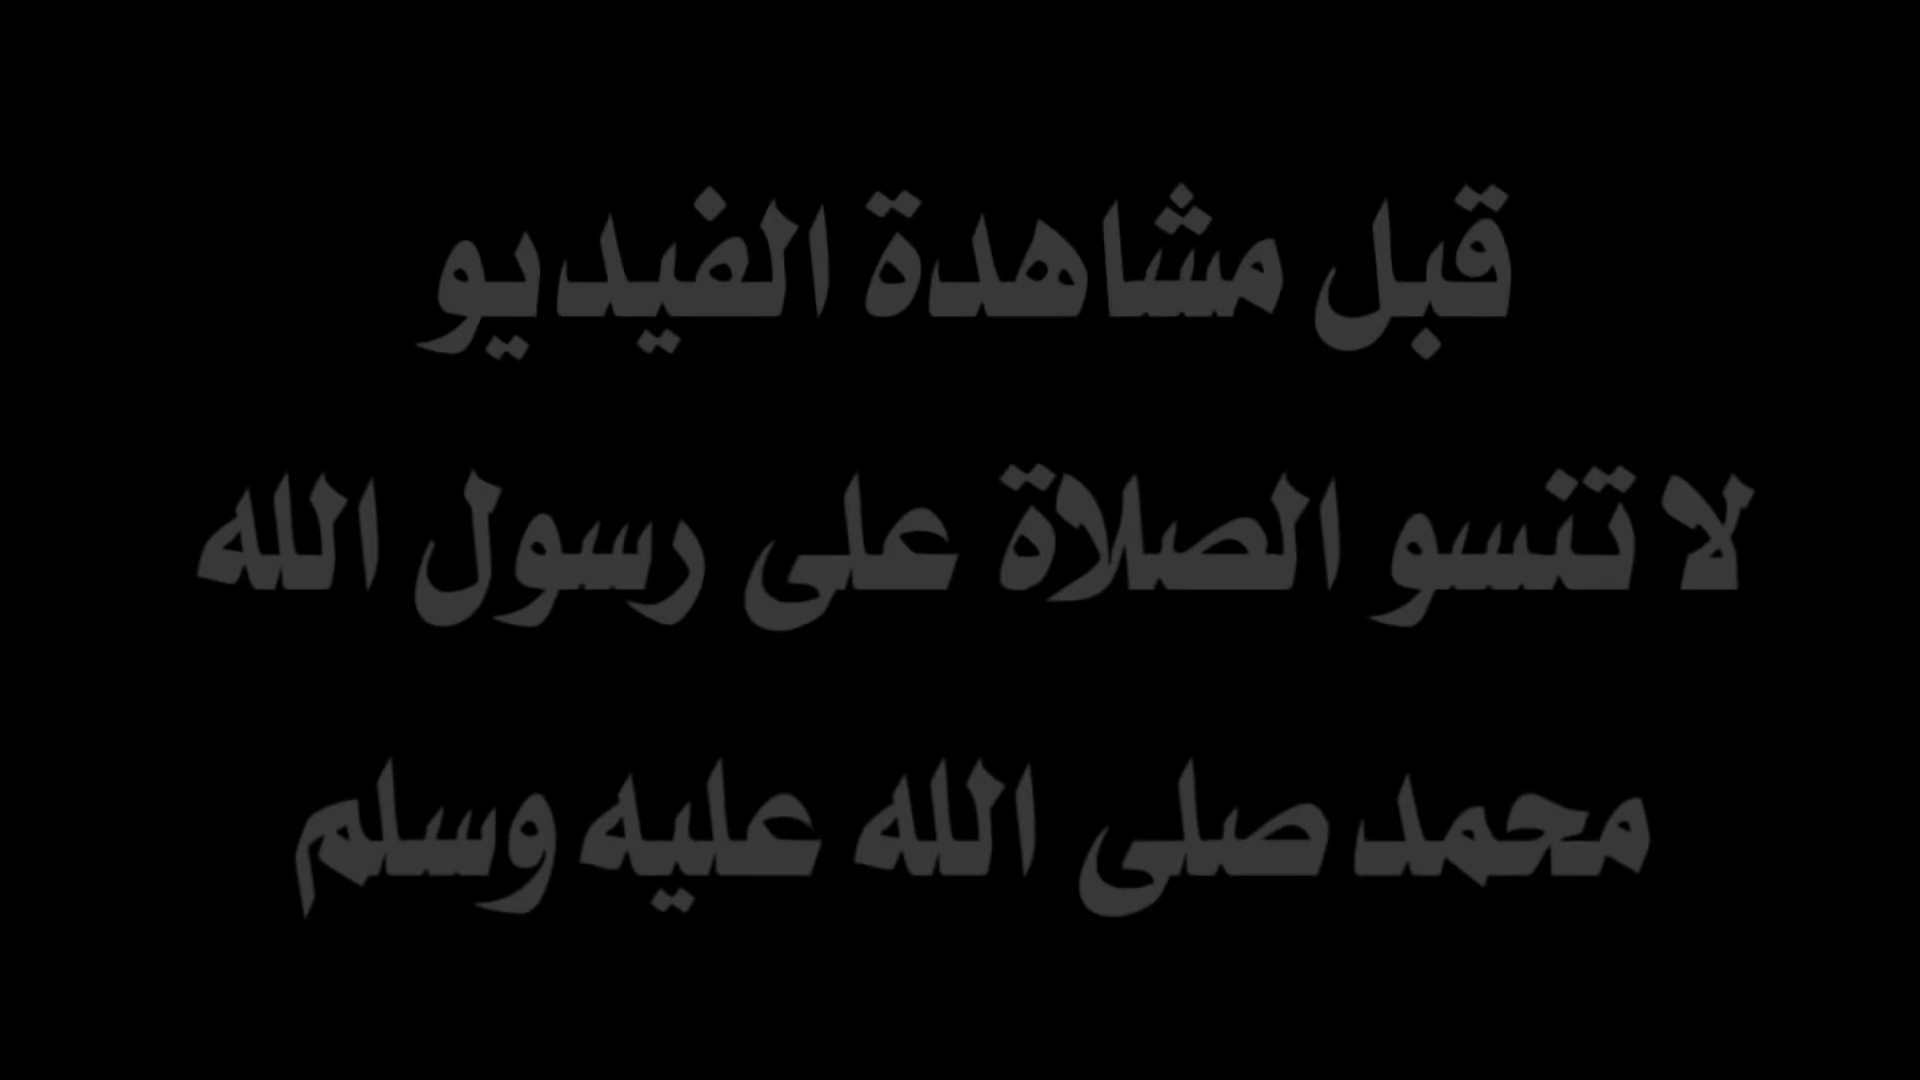 قبل مشاهدة الفيديو
لا تنسو الصلاة على رسول الله
محمد صلى الله عليه وسلم